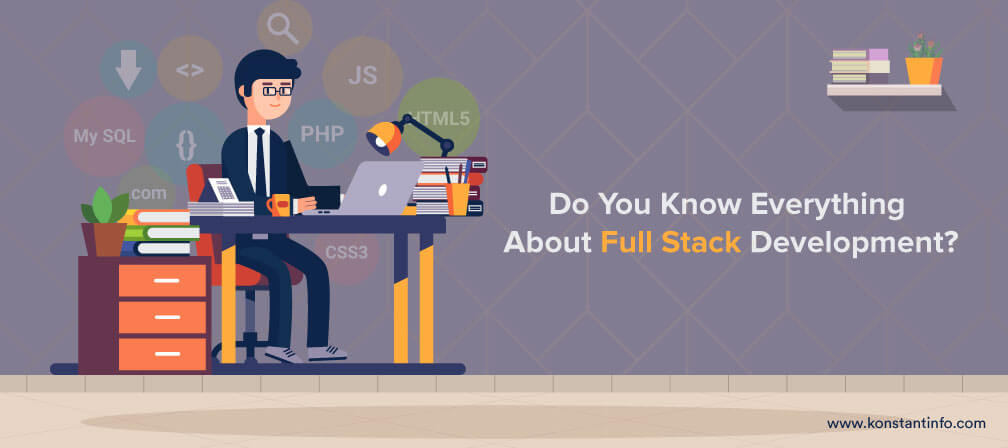 JS
<>
My SQL
{}
PHP
HTML5
.com
CSS3
Do You Know Everything
About Full Stack Development?
www.konstantinfo.com